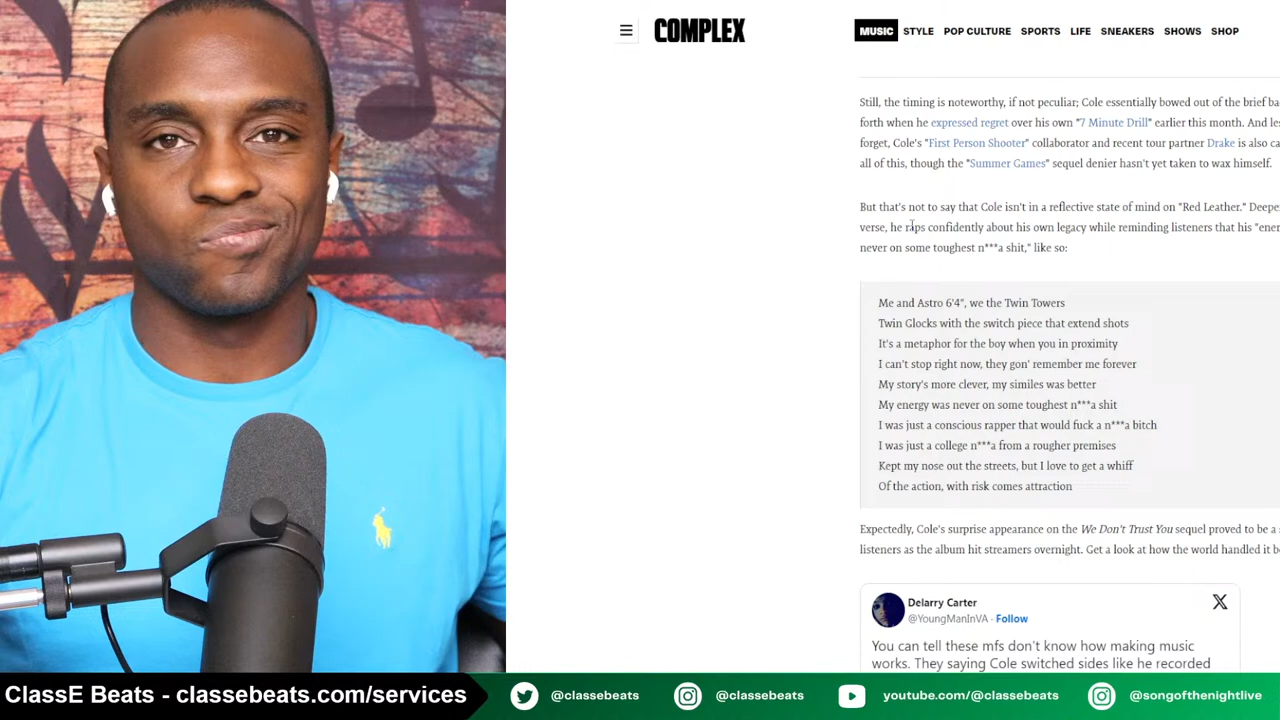 COMPLEX
MUSIC STYLE POP CULTURE SPORTS LIFE SNEAKERS SHOWS SHOP
Still, the timing is noteworthy, if not peculiar; Cole essentially bowed out of the brief
forth when he expressed regret over his own "7 Minute Drill" earlier this month. And
forget, Cole's "First Person Shooter" collaborator and recent tour partner Drake is also
all of this, though the "Summer Games" sequel denier hasn't yet taken to wax himself.
But that's not to say that Cole isn't in a reflective state of mind on "Red Leather."
verse, he raps confidently about his own legacy while reminding listeners that his
never on some toughest n***a shit," like so:
Me and Astro 6'4", we the Twin Towers
Twin Glocks with the switch piece that extend shots
It's a metaphor for the boy when you in proximity
I can't stop right now, they gon' remember me forever
My story's more clever, my similes was better
My energy was never on some toughest n***a shit
I was just a conscious rapper that would fuck a n***a bitch
I was just a college n***a from a rougher premises
Kept my nose out the streets, but I love to get a whiff
Of the action, with risk comes attraction
Expectedly, Cole's surprise appearance on the We Don't Trust You sequel proved to be a
listeners as the album hit streamers overnight. Get a look at how the world handled it
Delarry Carter
@YoungManInVA · Follow
You can tell these mfs don't know how making music
works. They saying Cole switched sides like he recorded
ClassE Beats - classebeats.com/services
@classebeats
@classebeats
youtube.com/@classebeats
@songofthenightlive